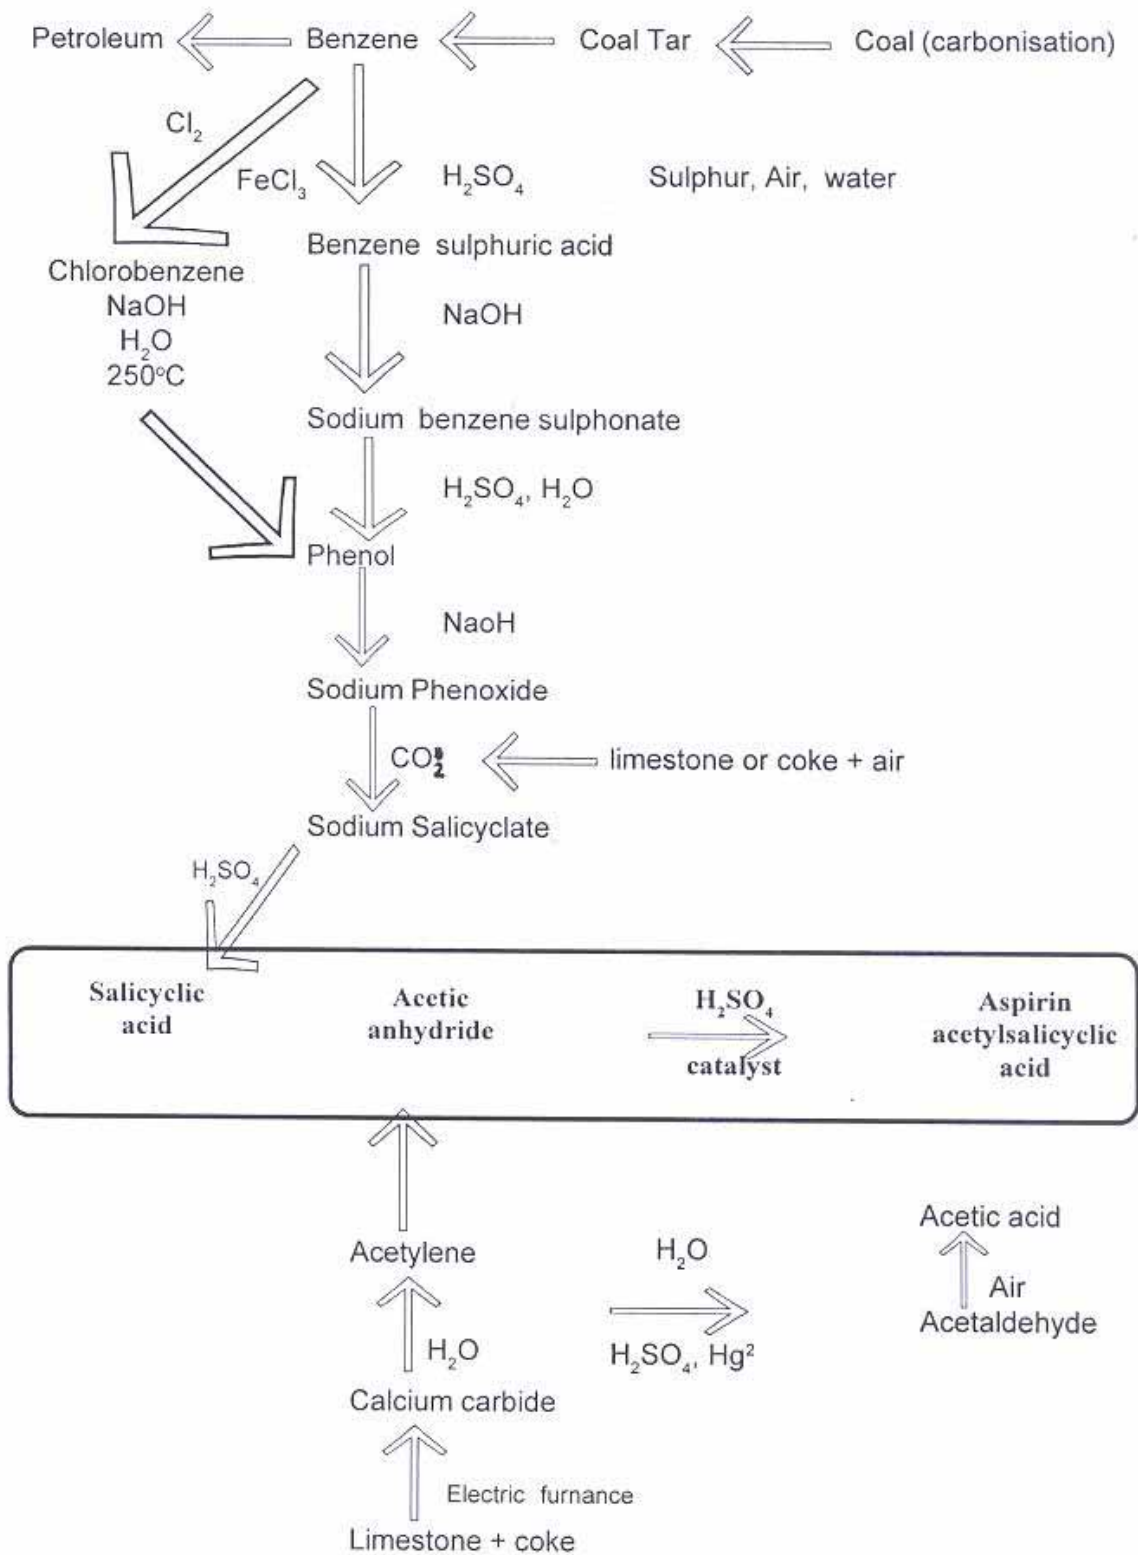 Petroleum Benzene Coal Tar Coal (carbonisation)
Cl₂
FeCl₃ H₂SO₄ Sulphur, Air, water
Benzene sulphuric acid
Chlorobenzene
NaOH
H₂O
250°C
NaOH
Sodium benzene sulphonate
H₂SO₄, H₂O
Phenol
NaoH
Sodium Phenoxide
CO₂ limestone or coke + air
Sodium Salicyclate
H₂SO₄
Salicyclic
acid
Acetic
anhydride
H₂SO₄
catalyst
Aspirin
acetylsalicyclic
acid
Acetylene
H₂O
Calcium carbide
Electric furnance
Limestone + coke
H₂O
H₂SO₄, Hg²
Acetic acid
Air
Acetaldehyde